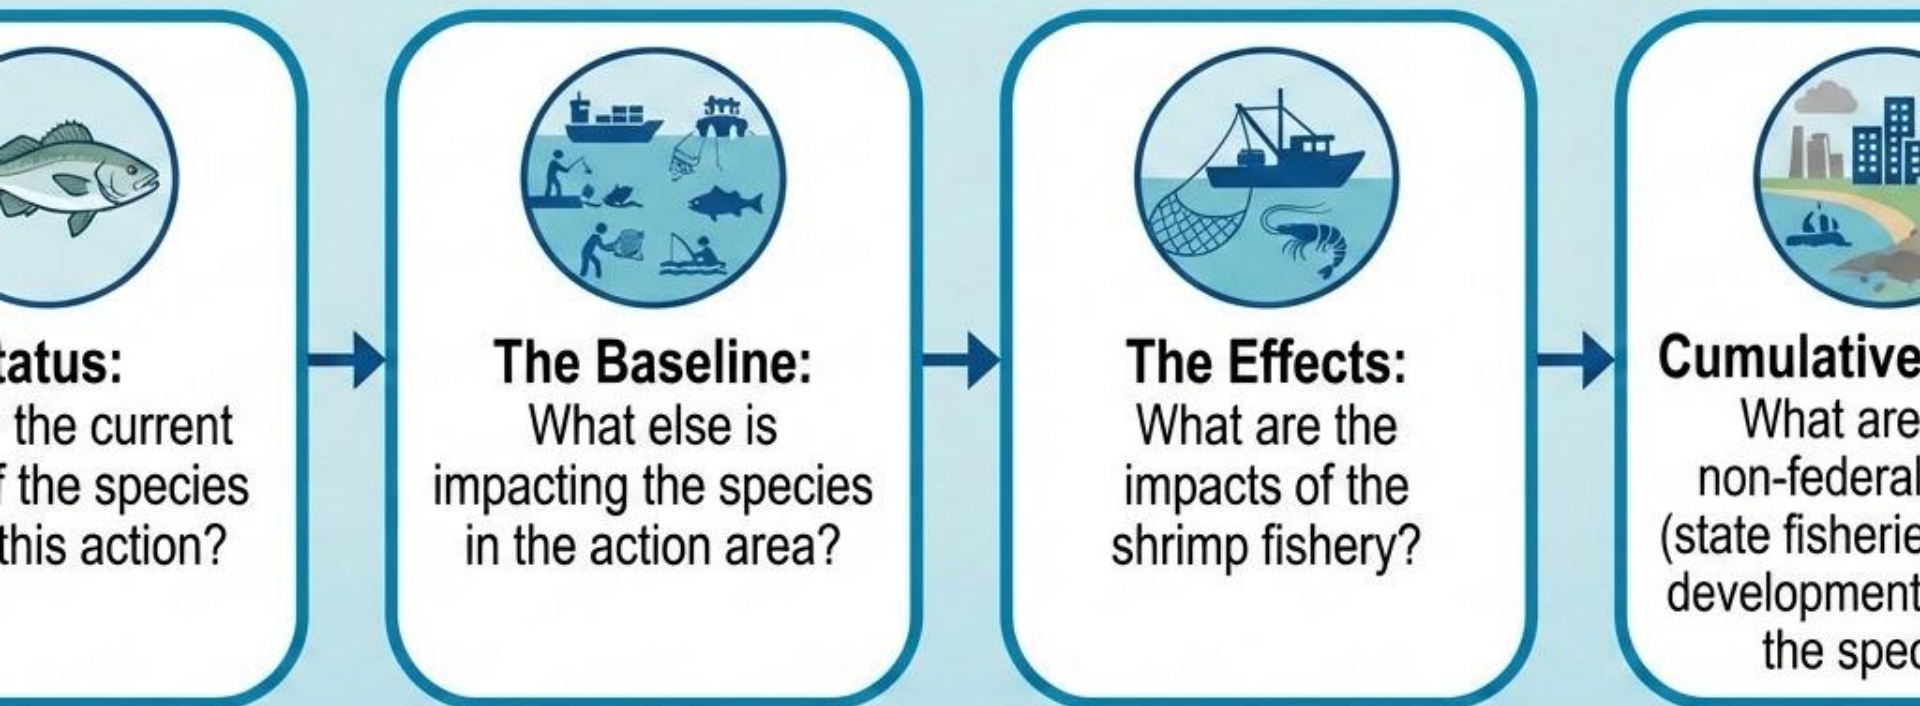 tatus:
the current
f the species
this action?
The Baseline:
What else is
impacting the species
in the action area?
The Effects:
What are the
impacts of the
shrimp fishery?
Cumulative
What are
non-federal
(state fisherie
development
the spec